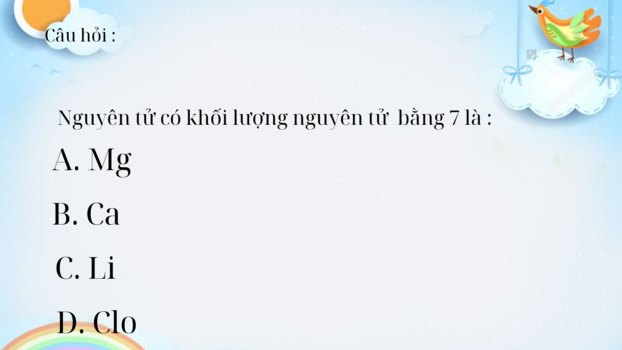 Câu hỏi :
Nguyên tử có khối lượng nguyên tử bằng 7 là :
A. Mg
B. Ca
C. Li
D. Clo